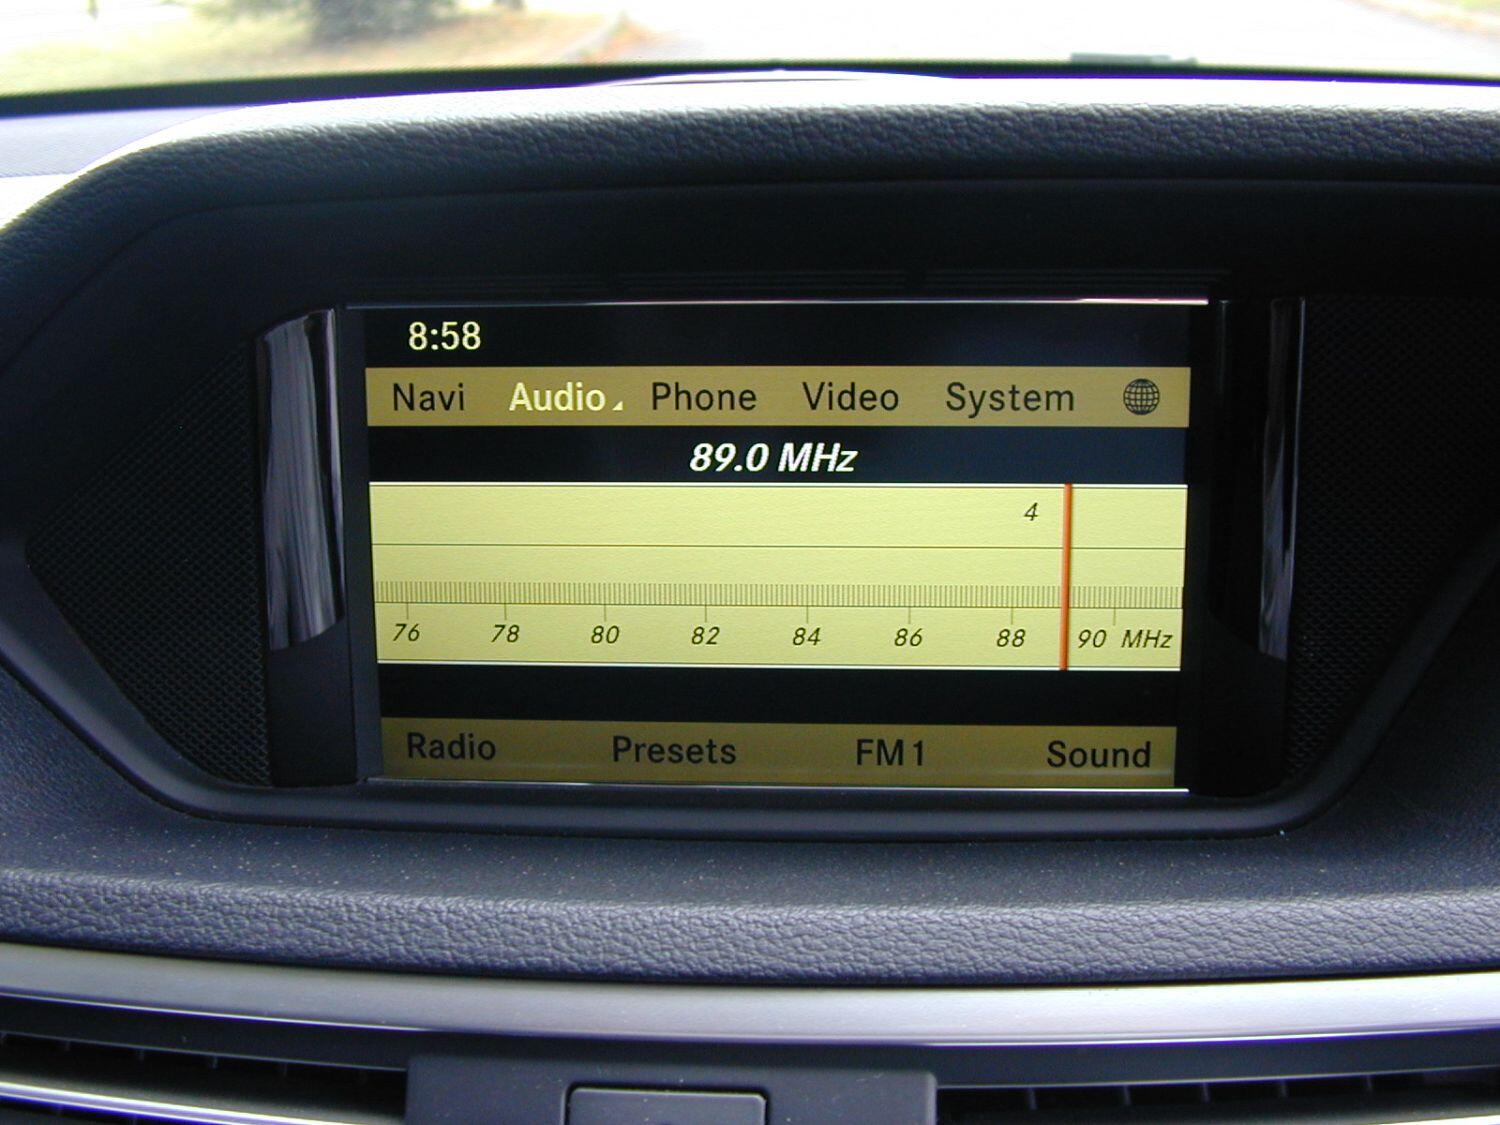 8:58
Navi Audio Phone Video System
89.0 MHz
4
76 78 80 82 84 86 88 90 MHz
Radio Presets FM1 Sound